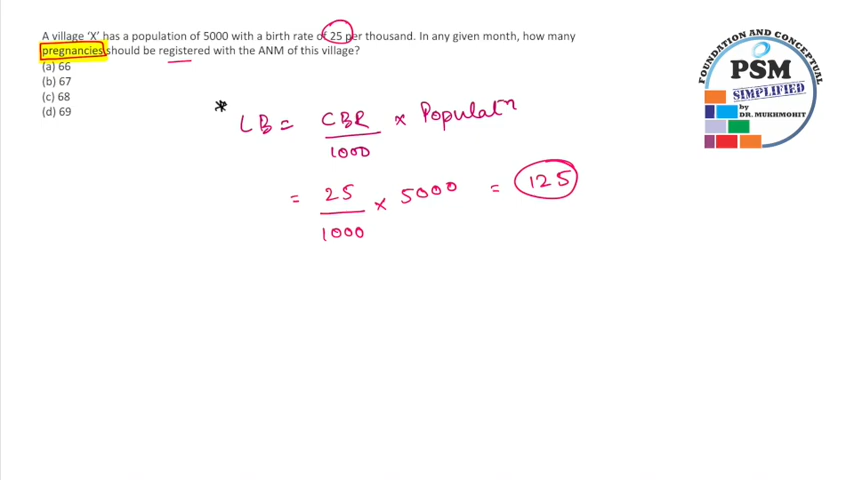 A village 'X' has a population of 5000 with a birth rate of 25 per thousand. In any given month, how many
pregnancies should be registered with the ANM of this village?
(a) 66
(b) 67
(c) 68
(d) 69
* LB = CBR / 1000 × Populatn
= 25 / 1000 × 5000 = 125
FOUNDATION AND CONCEPTUAL
PSM
SIMPLIFIED
by
DR. MUKHMOHIT